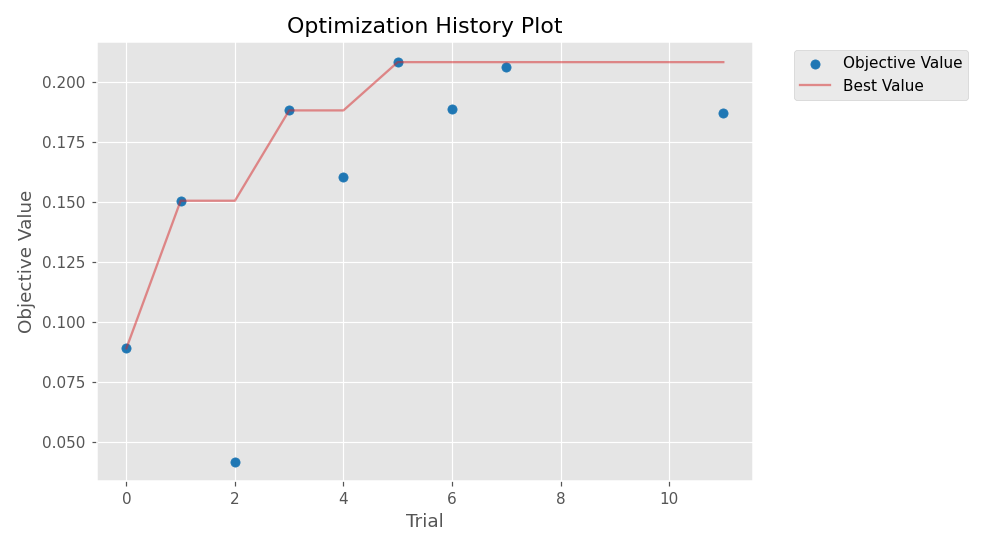 Optimization History Plot
Objective Value
Best Value
0.200
0.175
0.150
0.125
0.100
0.075
0.050
Objective Value
0 2 4 6 8 10
Trial